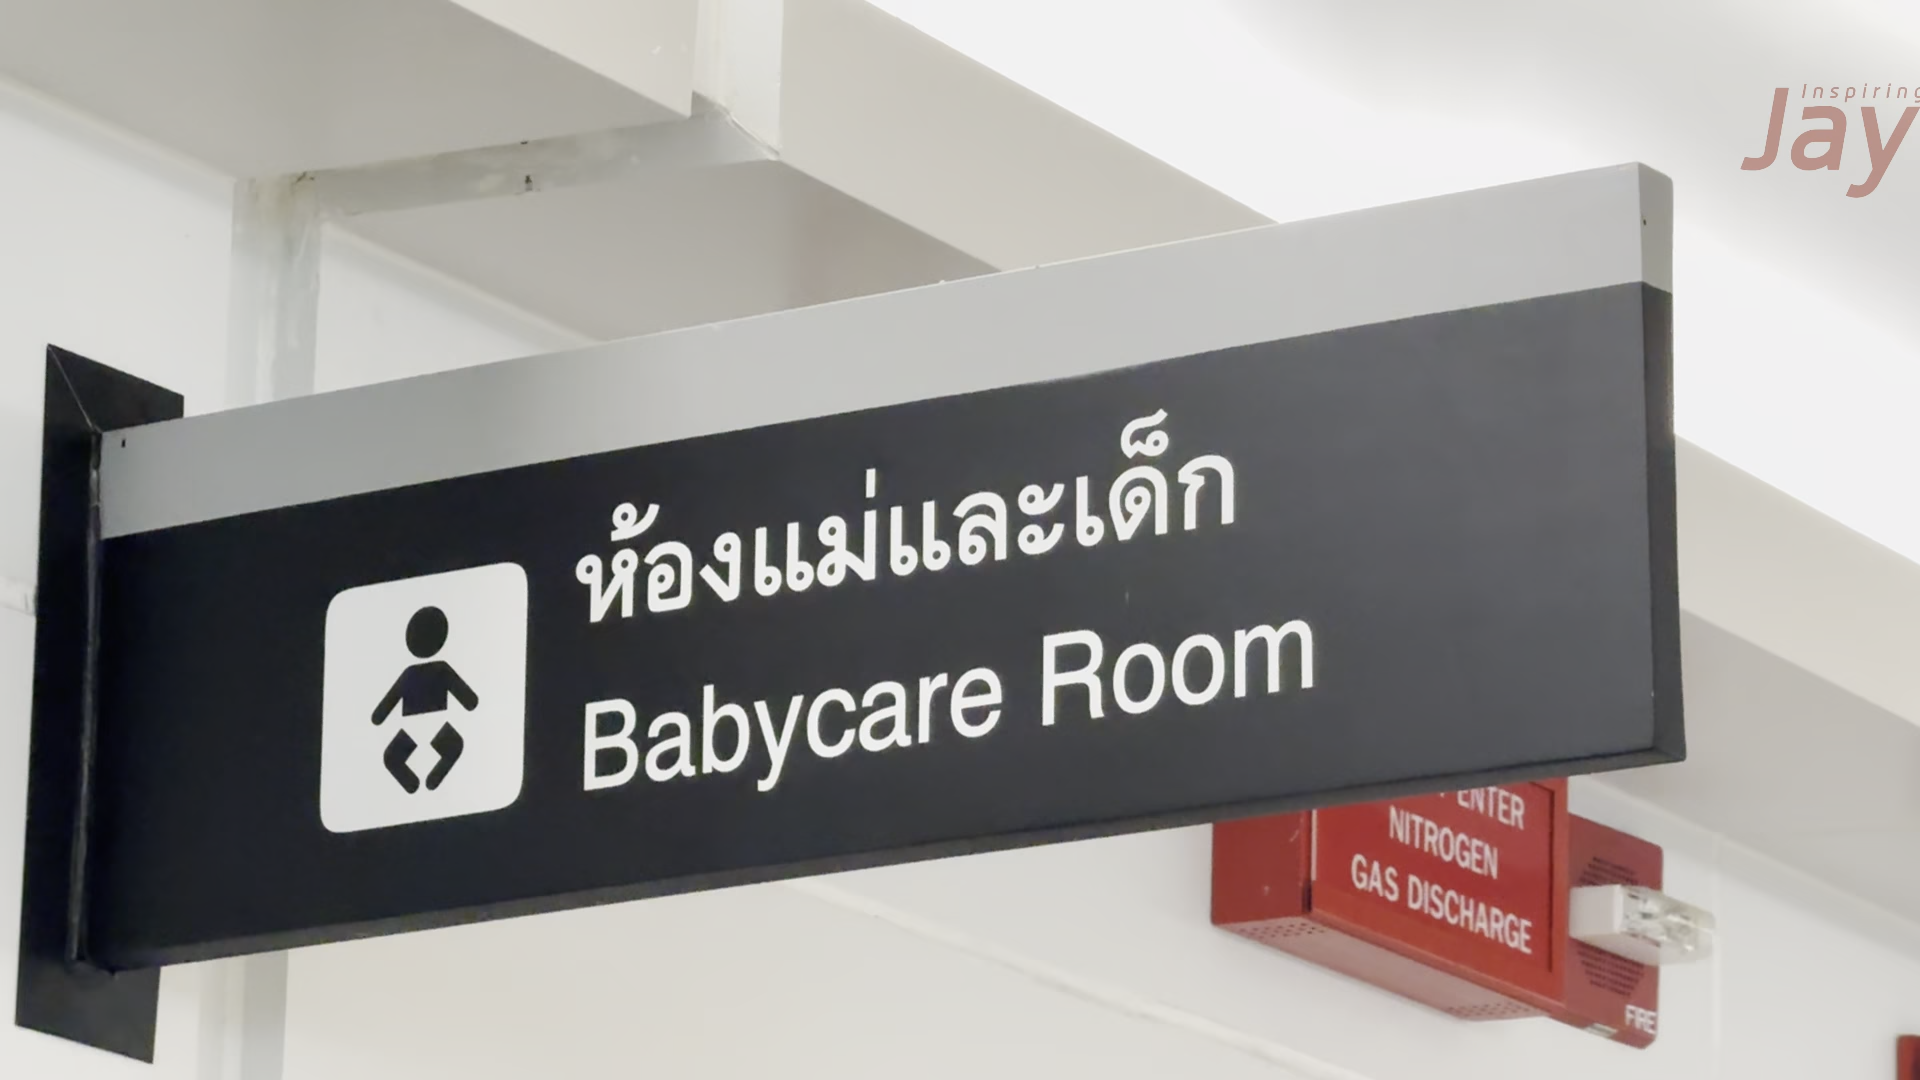 Inspiring
Jay
ห้องแม่และเด็ก
Babycare Room
ENTER
NITROGEN
GAS DISCHARGE
FIRE